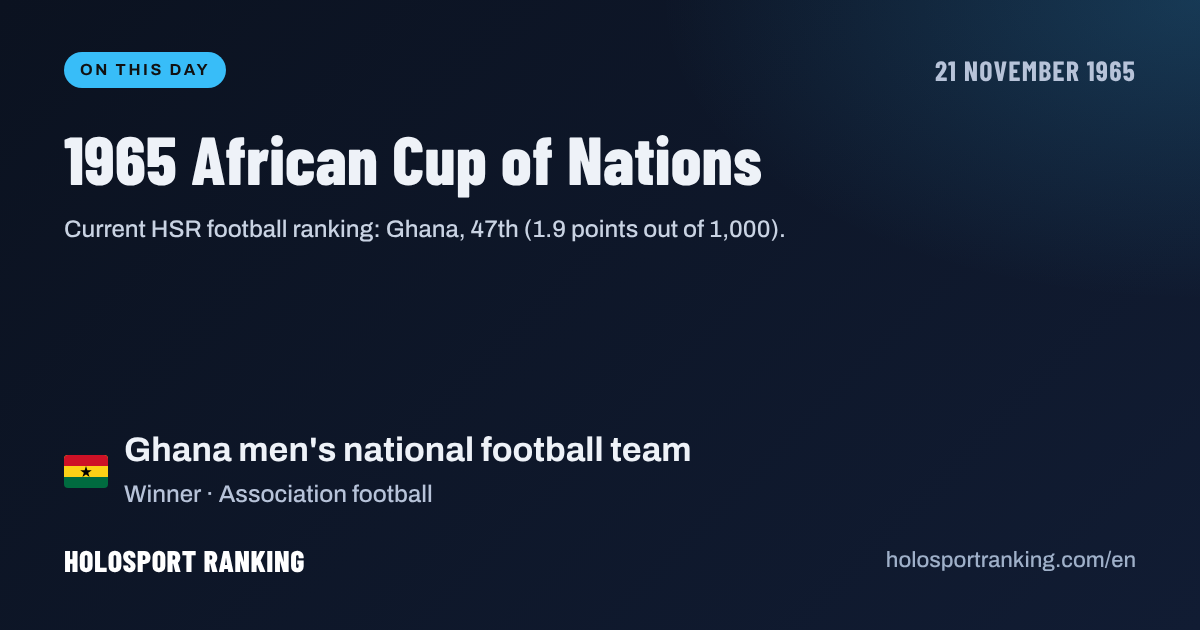 ON THIS DAY
21 NOVEMBER 1965
1965 African Cup of Nations
Current HSR football ranking: Ghana, 47th (1.9 points out of 1,000).
Ghana men's national football team
Winner · Association football
HOLOSPORT RANKING
holosportranking.com/en